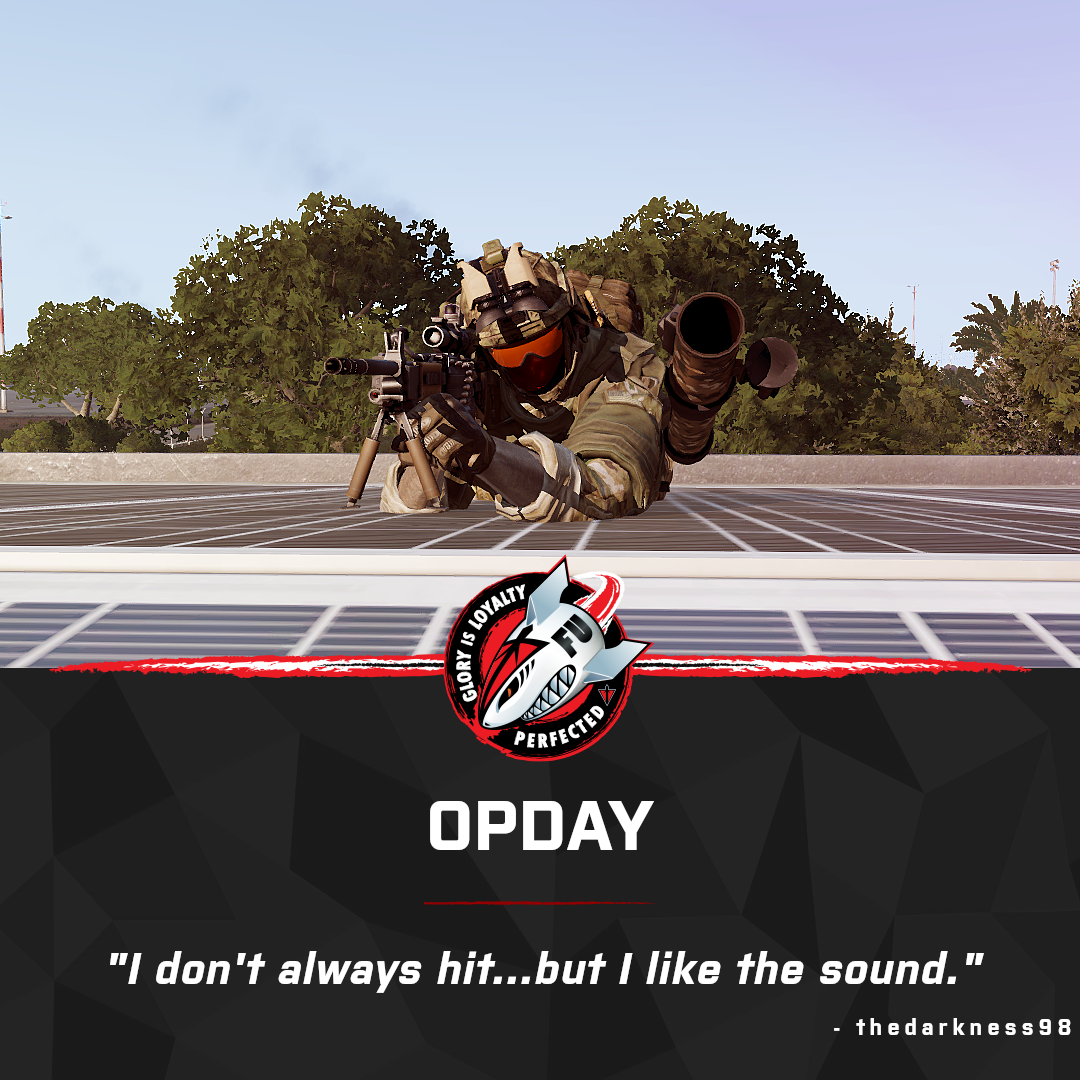 GLORY IS LOYALTY
FU
PERFECTED
OPDAY
"I don't always hit...but I like the sound."
- thedarkness98